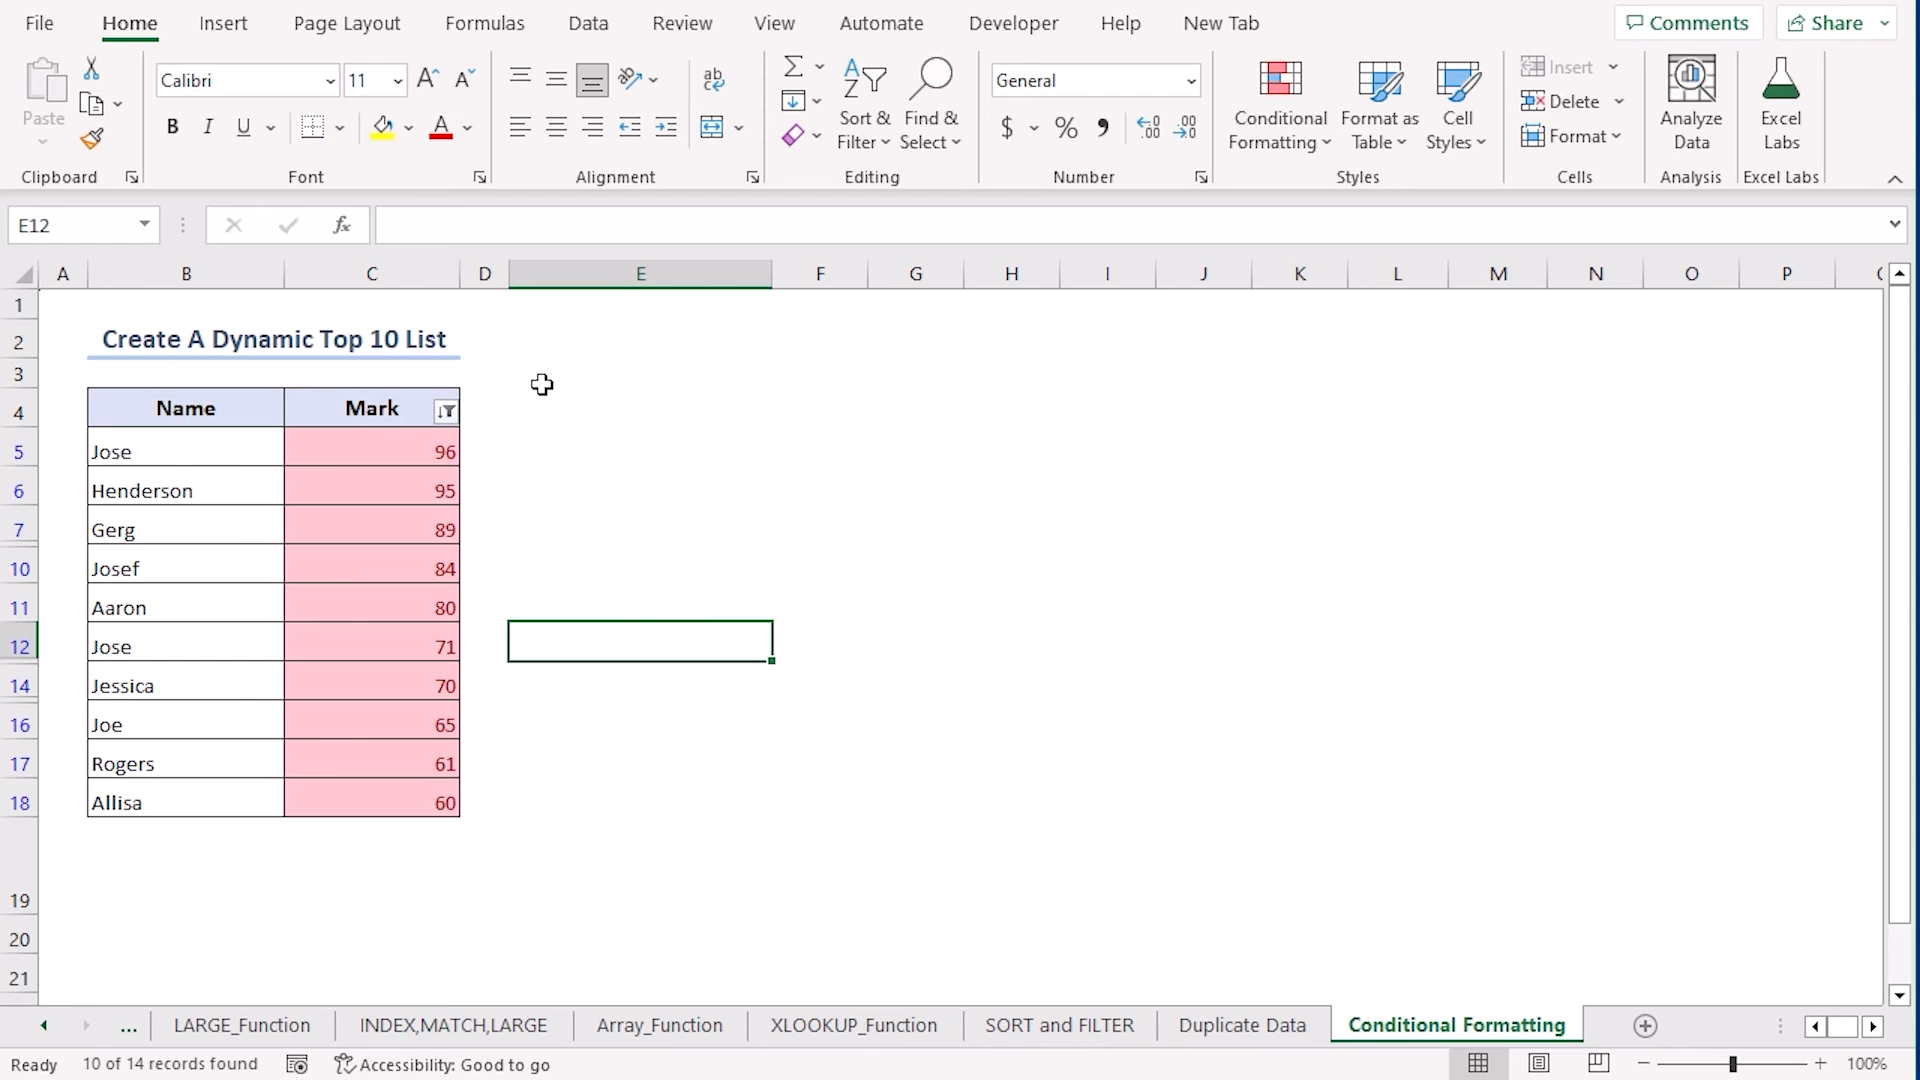 File Home Insert Page Layout Formulas Data Review View Automate Developer Help New Tab Comments Share
Calibri 11 General
Paste
B I U
Sort & Filter
Find & Select
$ % 9
Conditional Formatting
Format as Table
Cell Styles
Insert
Delete
Format
Analyze Data
Excel Labs
Clipboard Font Alignment Editing Number Styles Cells Analysis Excel Labs
E12 fx
A B C D E F G H I J K L M N O P
1
2 Create A Dynamic Top 10 List
3
4 Name Mark
5 Jose 96
6 Henderson 95
7 Gerg 89
10 Josef 84
11 Aaron 80
12 Jose 71
14 Jessica 70
16 Joe 65
17 Rogers 61
18 Allisa 60
19
20
21
... LARGE_Function INDEX,MATCH,LARGE Array_Function XLOOKUP_Function SORT and FILTER Duplicate Data Conditional Formatting
Ready 10 of 14 records found Accessibility: Good to go 100%